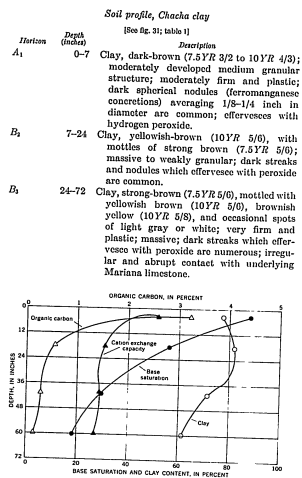 Soil profile, Chacha clay
[See fig. 31; table 1]
Horizon Depth (inches) Description
A1 0-7 Clay, dark-brown (7.5YR 3/2 to 10YR 4/3);
moderately developed medium granular
structure; moderately firm and plastic;
dark spherical nodules (ferromanganese
concretions) averaging 1/8-1/4 inch in
diameter are common; effervesces with
hydrogen peroxide.
B2 7-24 Clay, yellowish-brown (10YR 5/6), with
mottles of strong brown (7.5YR 5/6);
massive to weakly granular; dark streaks
and nodules which effervesce with peroxide
are common.
B3 24-72 Clay, strong-brown (7.5YR 5/6), mottled with
yellowish brown (10YR 5/6), brownish
yellow (10YR 5/8), and occasional spots
of light gray or white; very firm and
plastic; massive; dark streaks which effer-
vesce with peroxide are numerous; irregu-
lar and abrupt contact with underlying
Mariana limestone.
ORGANIC CARBON, IN PERCENT
0 1 2 3 4 5
Organic carbon
Cation exchange
capacity
Base
saturation
Clay
DEPTH, IN INCHES
12
24
36
48
60
72
0 20 40 60 80 100
BASE SATURATION AND CLAY CONTENT, IN PERCENT